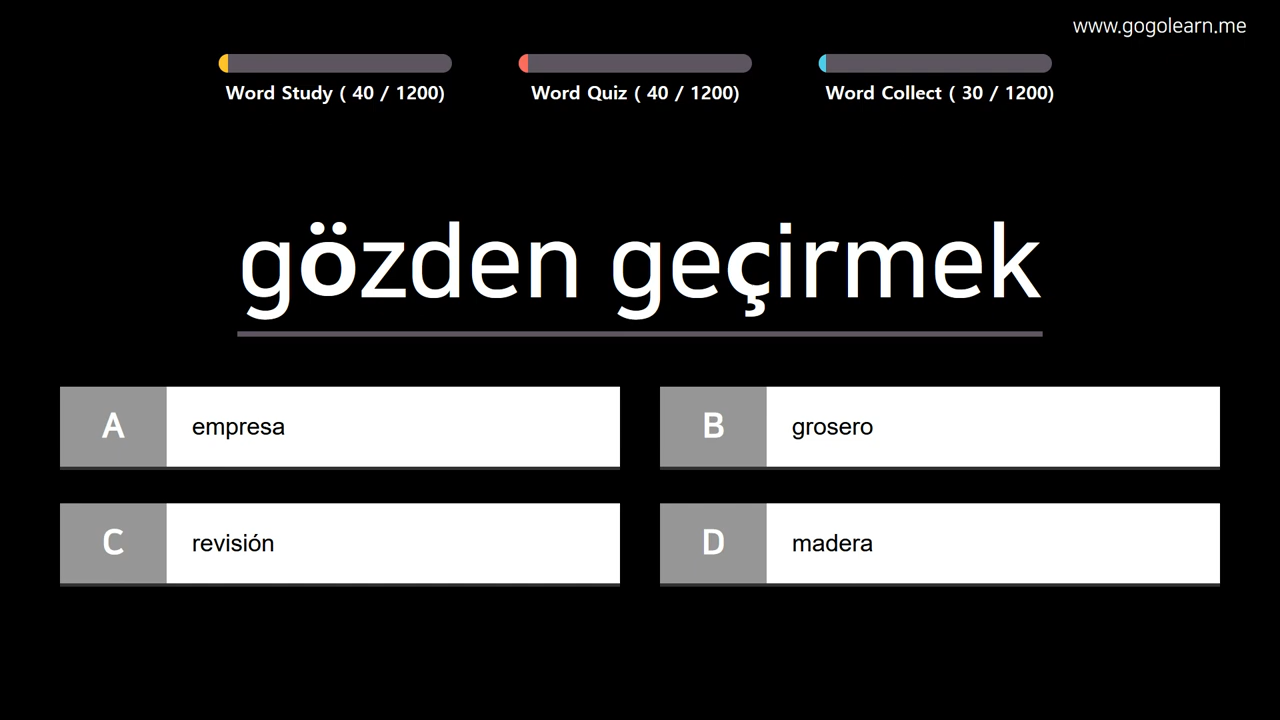 www.gogolearn.me
Word Study ( 40 / 1200)
Word Quiz ( 40 / 1200)
Word Collect ( 30 / 1200)
gözden geçirmek
A empresa
B grosero
C revisión
D madera